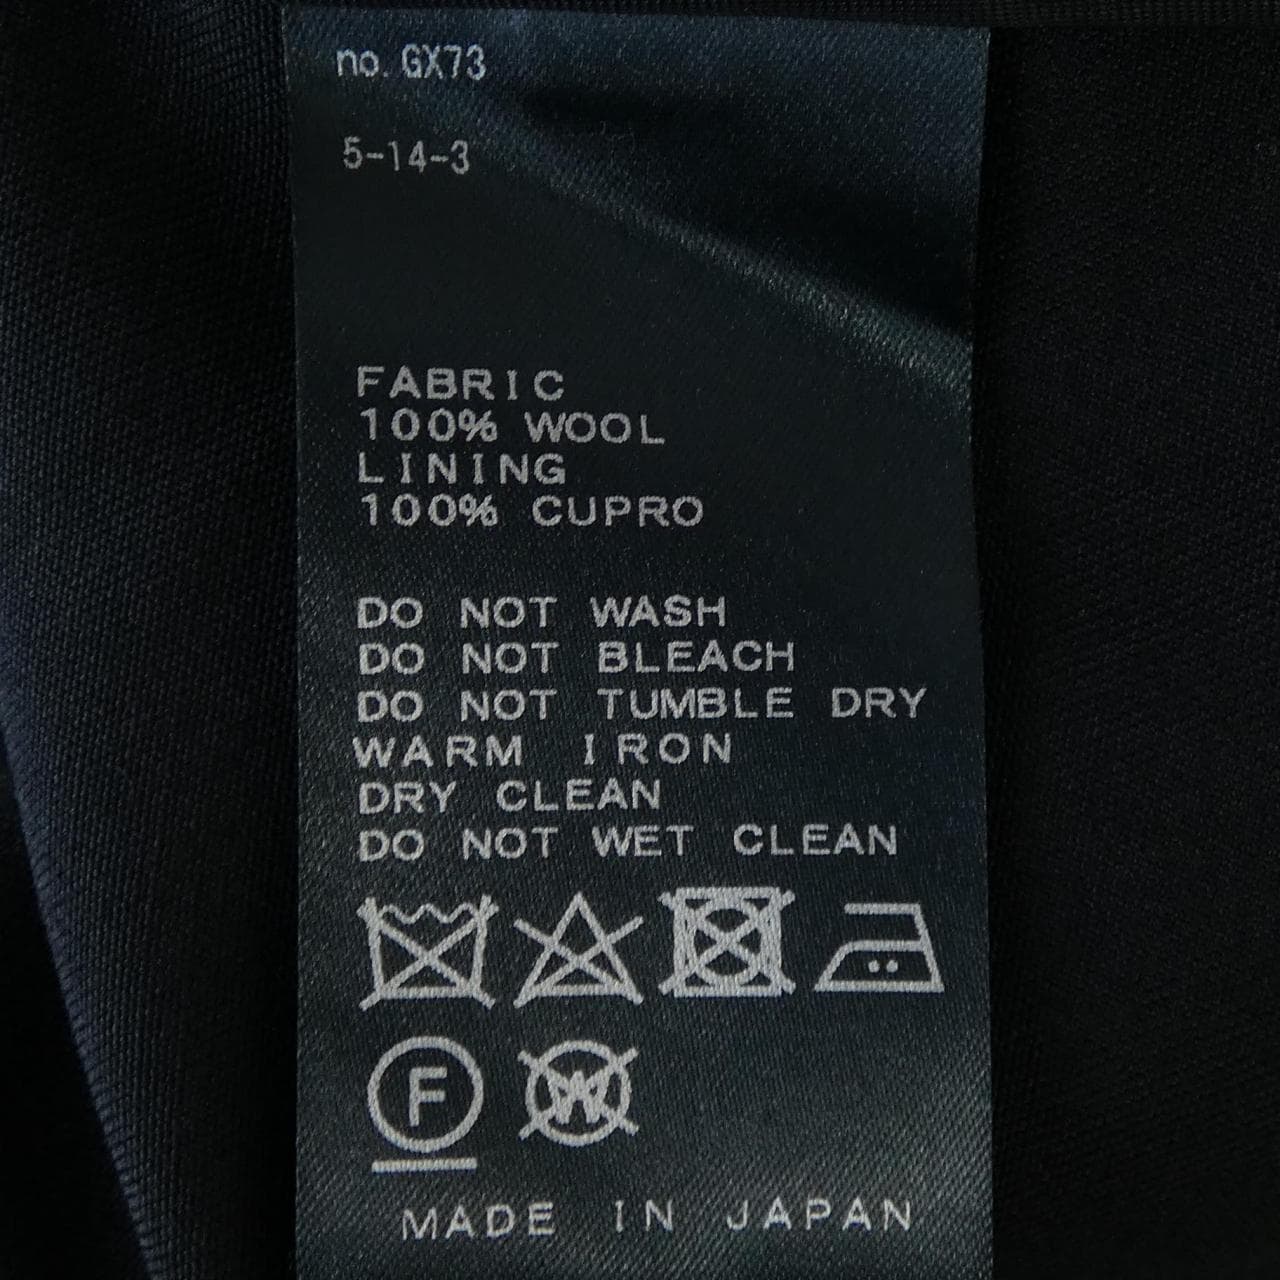 no. GX73
5-14-3
FABRIC
100% WOOL
LINING
100% CUPRO
DO NOT WASH
DO NOT BLEACH
DO NOT TUMBLE DRY
WARM IRON
DRY CLEAN
DO NOT WET CLEAN
F W
MADE IN JAPAN